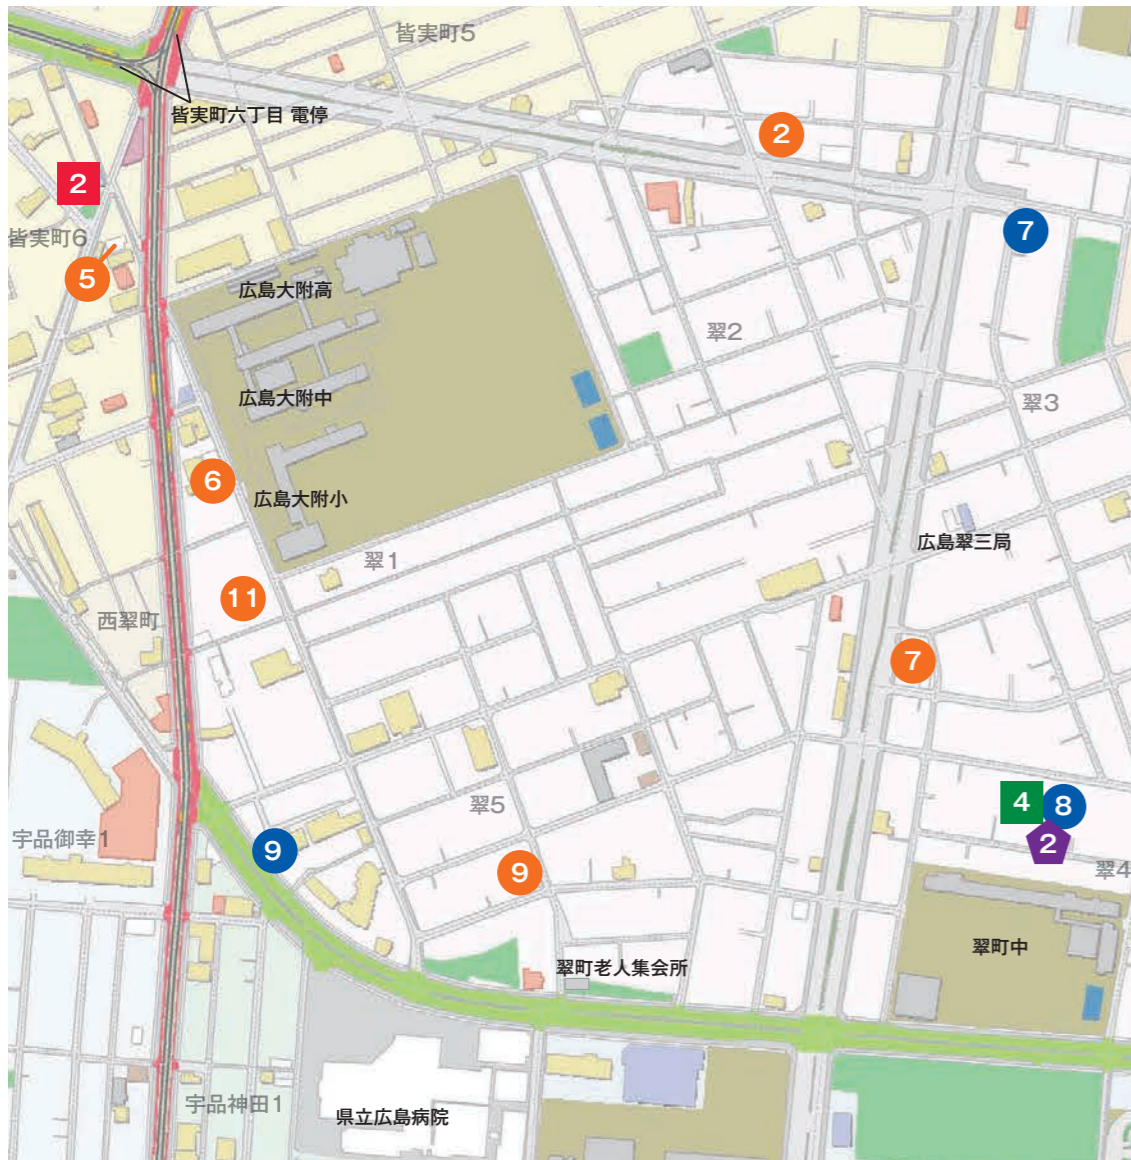 皆実町5
皆実町六丁目 電停
2
2
皆実町6
7
5
広島大附高
翠2
広島大附中
翠3
6
広島大附小
広島翠三局
翠1
11
西翠町
7
翠5
4
8
宇品御幸1
9
2
9
翠4
翠町中
翠町老人集会所
宇品神田1
県立広島病院